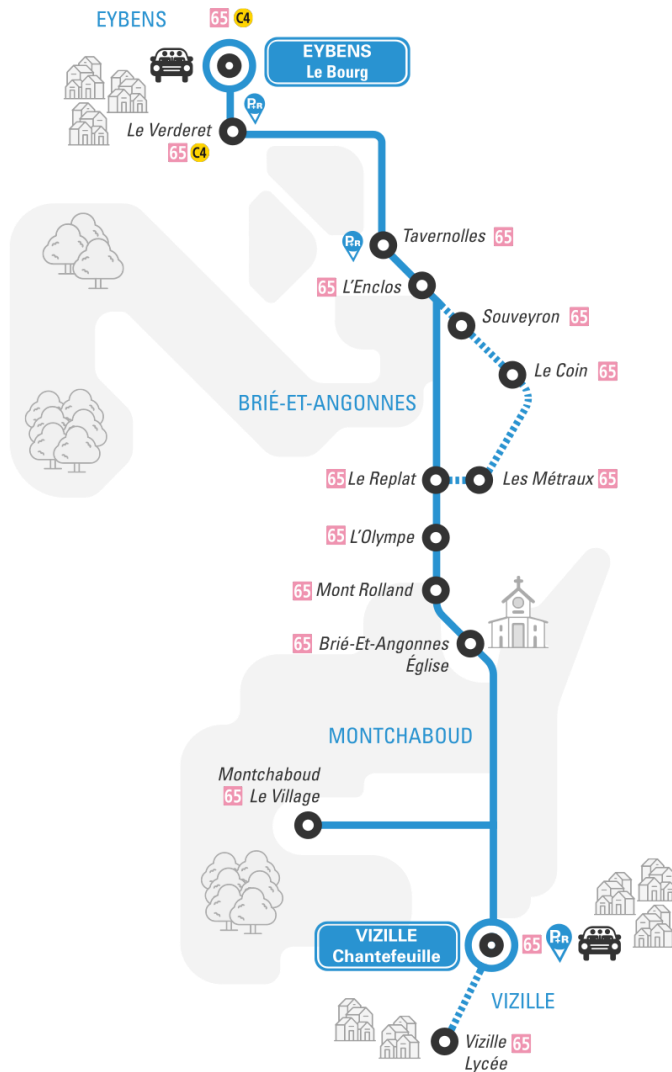 EYBENS
65 C4
EYBENS
Le Bourg
P+R
Le Verderet
65 C4
P+R
Tavernolles 65
65 L'Enclos
Souveyron 65
Le Coin 65
BRIÉ-ET-ANGONNES
65 Le Replat
Les Métraux 65
65 L'Olympe
65 Mont Rolland
65 Brié-Et-Angonnes
Église
MONTCHABOUD
Montchaboud
65 Le Village
VIZILLE
Chantefeuille
65 P+R
VIZILLE
Vizille 65
Lycée